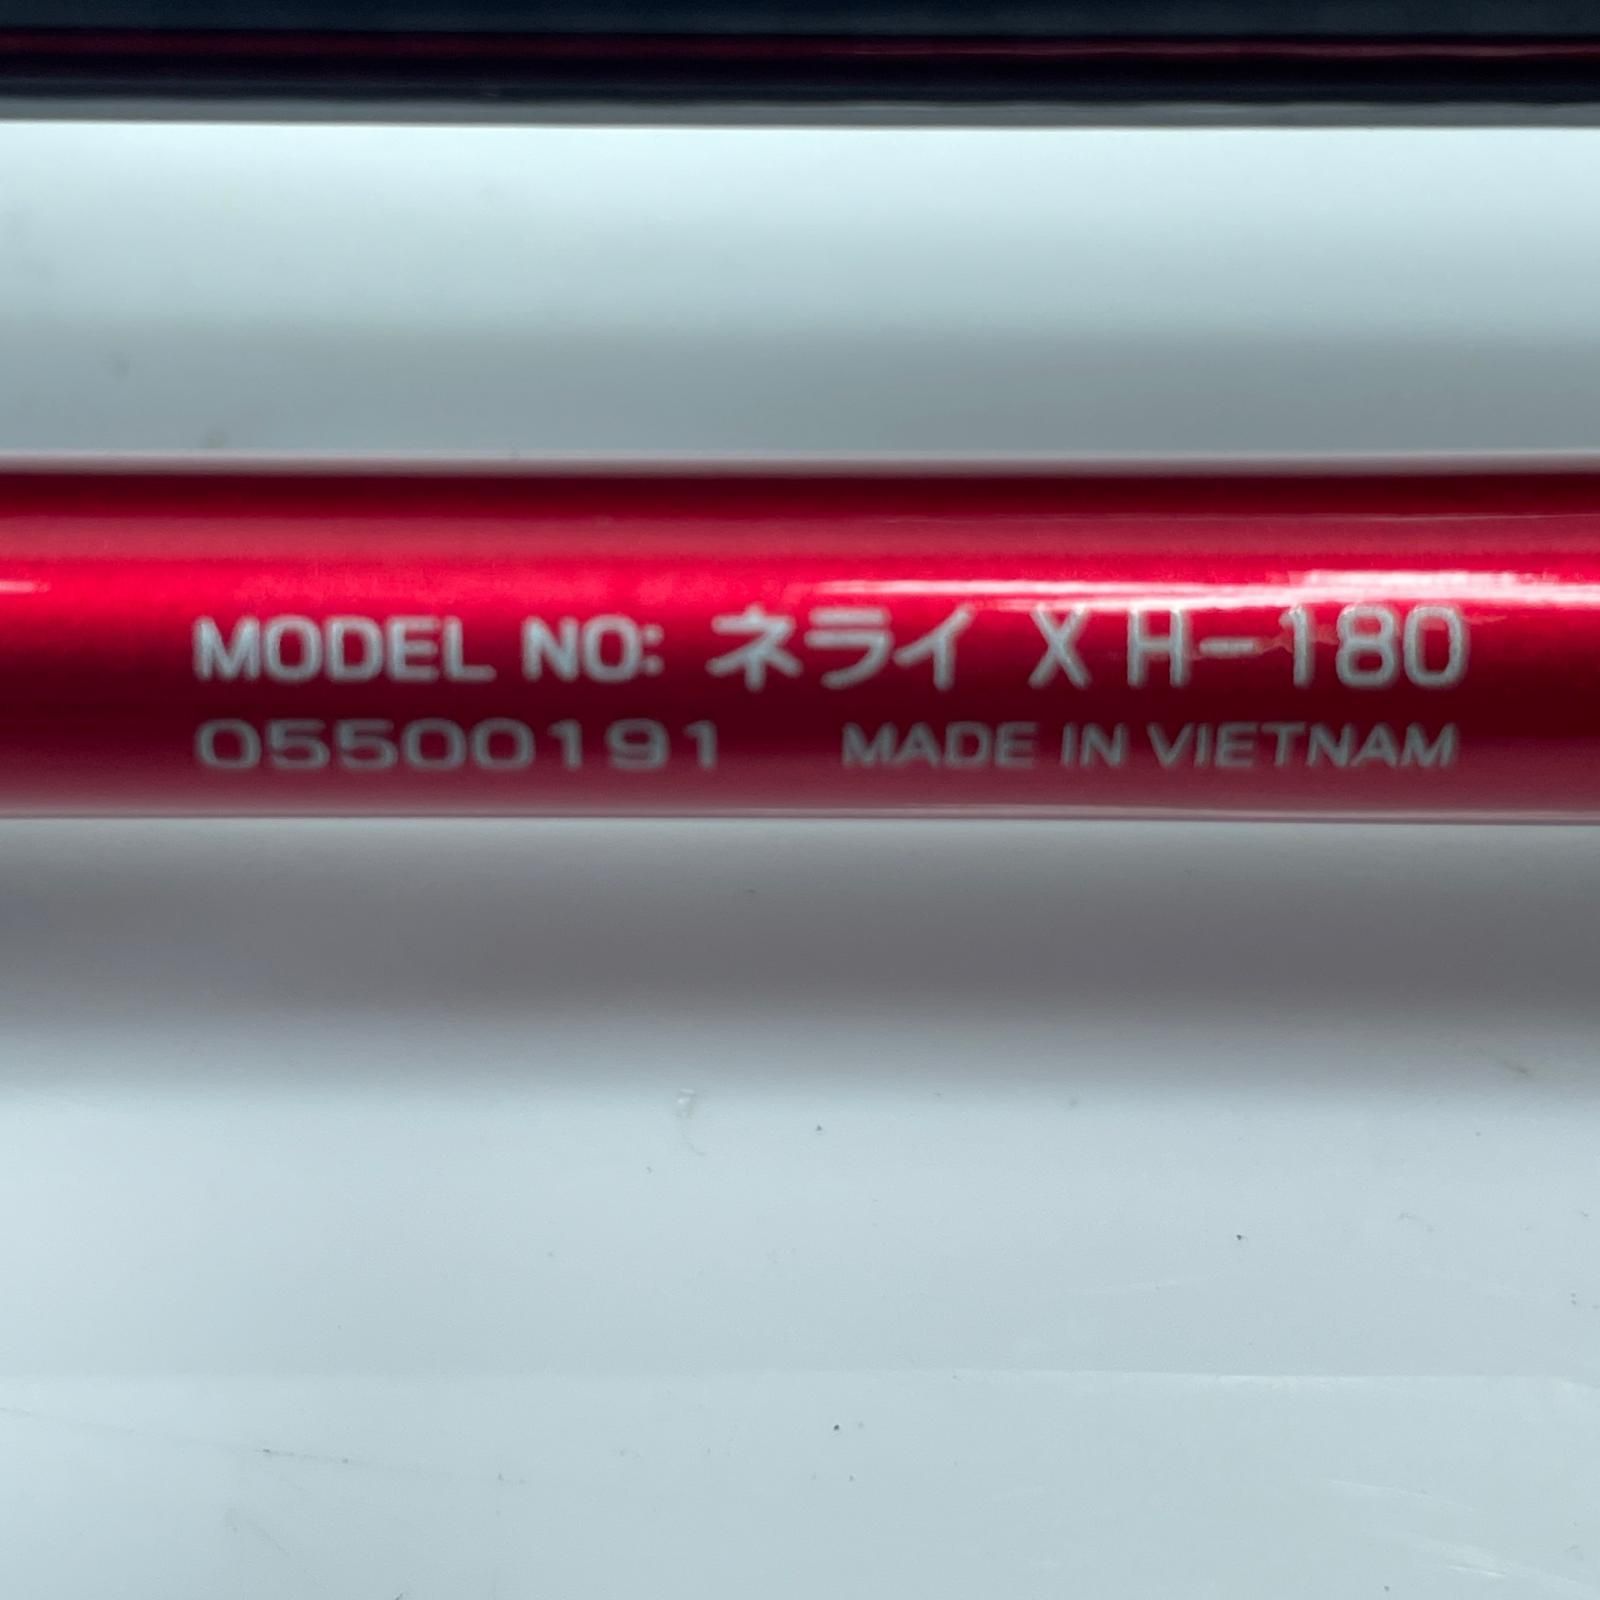 MODEL NO: ネライ X H-180
05500191 MADE IN VIETNAM